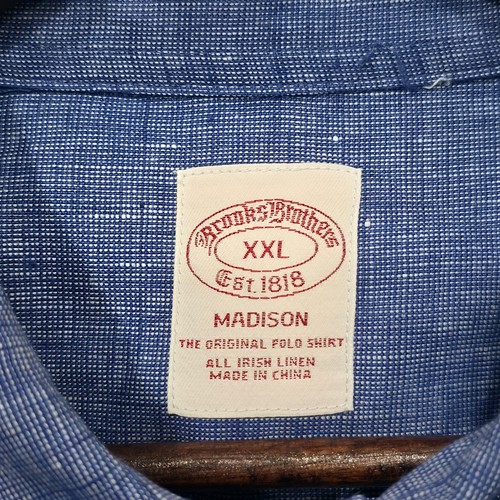 Brooks Brothers
XXL
Est. 1818
MADISON
THE ORIGINAL POLO SHIRT
ALL IRISH LINEN
MADE IN CHINA